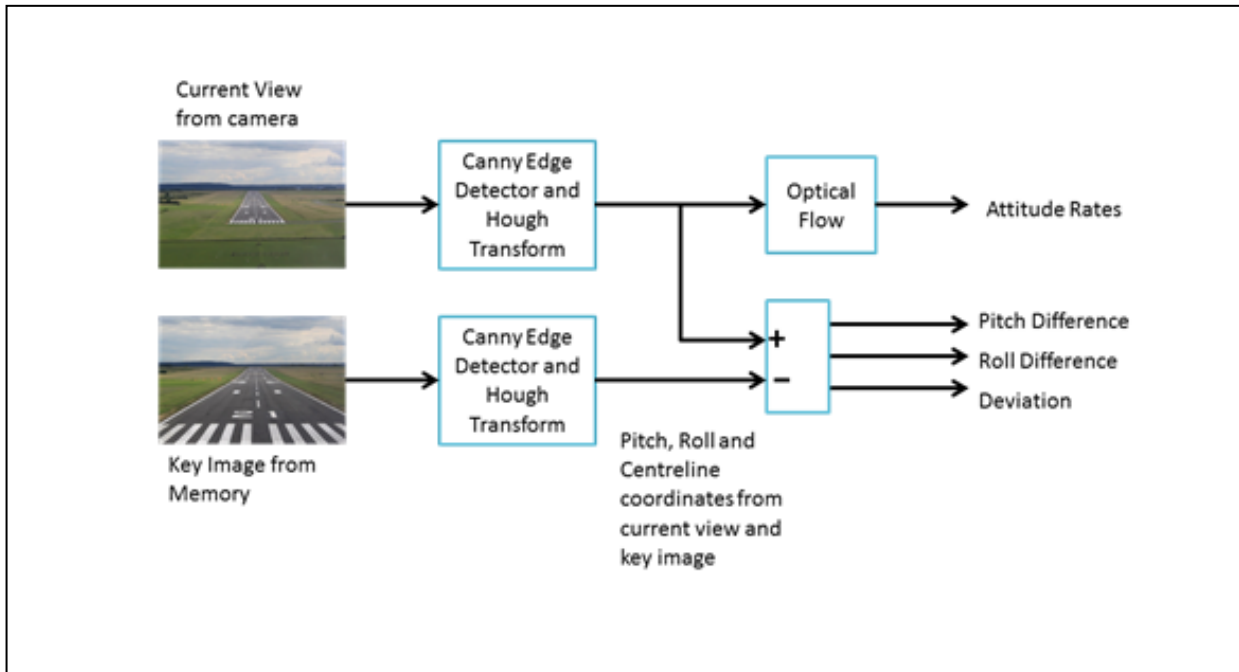 Current View
from camera
Canny Edge
Detector and
Hough
Transform
Optical
Flow
Attitude Rates
Canny Edge
Detector and
Hough
Transform
+
−
Pitch Difference
Roll Difference
Deviation
Key Image from
Memory
Pitch, Roll and
Centreline
coordinates from
current view and
key image